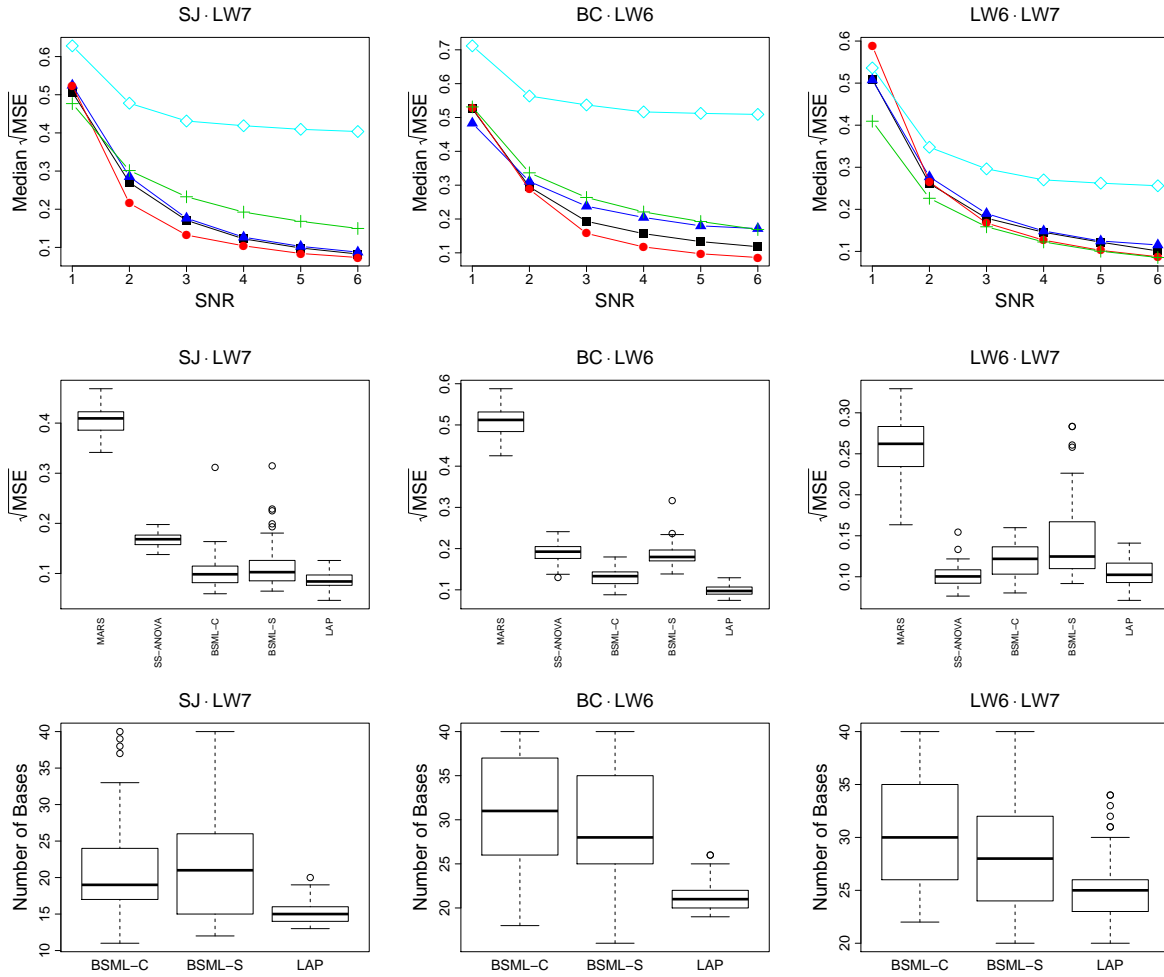 SJ · LW7
BC · LW6
LW6 · LW7
Median √MSE
0.1 0.2 0.3 0.4 0.5 0.6
1 2 3 4 5 6
SNR
Median √MSE
0.1 0.2 0.3 0.4 0.5 0.6 0.7
1 2 3 4 5 6
SNR
Median √MSE
0.1 0.2 0.3 0.4 0.5 0.6
1 2 3 4 5 6
SNR
SJ · LW7
BC · LW6
LW6 · LW7
√MSE
0.1 0.2 0.3 0.4
MARS
SS−ANOVA
BSML−C
BSML−S
LAP
√MSE
0.1 0.2 0.3 0.4 0.5 0.6
MARS
SS−ANOVA
BSML−C
BSML−S
LAP
√MSE
0.10 0.15 0.20 0.25 0.30
MARS
SS−ANOVA
BSML−C
BSML−S
LAP
SJ · LW7
BC · LW6
LW6 · LW7
Number of Bases
10 15 20 25 30 35 40
BSML−C BSML−S LAP
Number of Bases
20 25 30 35 40
BSML−C BSML−S LAP
Number of Bases
20 25 30 35 40
BSML−C BSML−S LAP